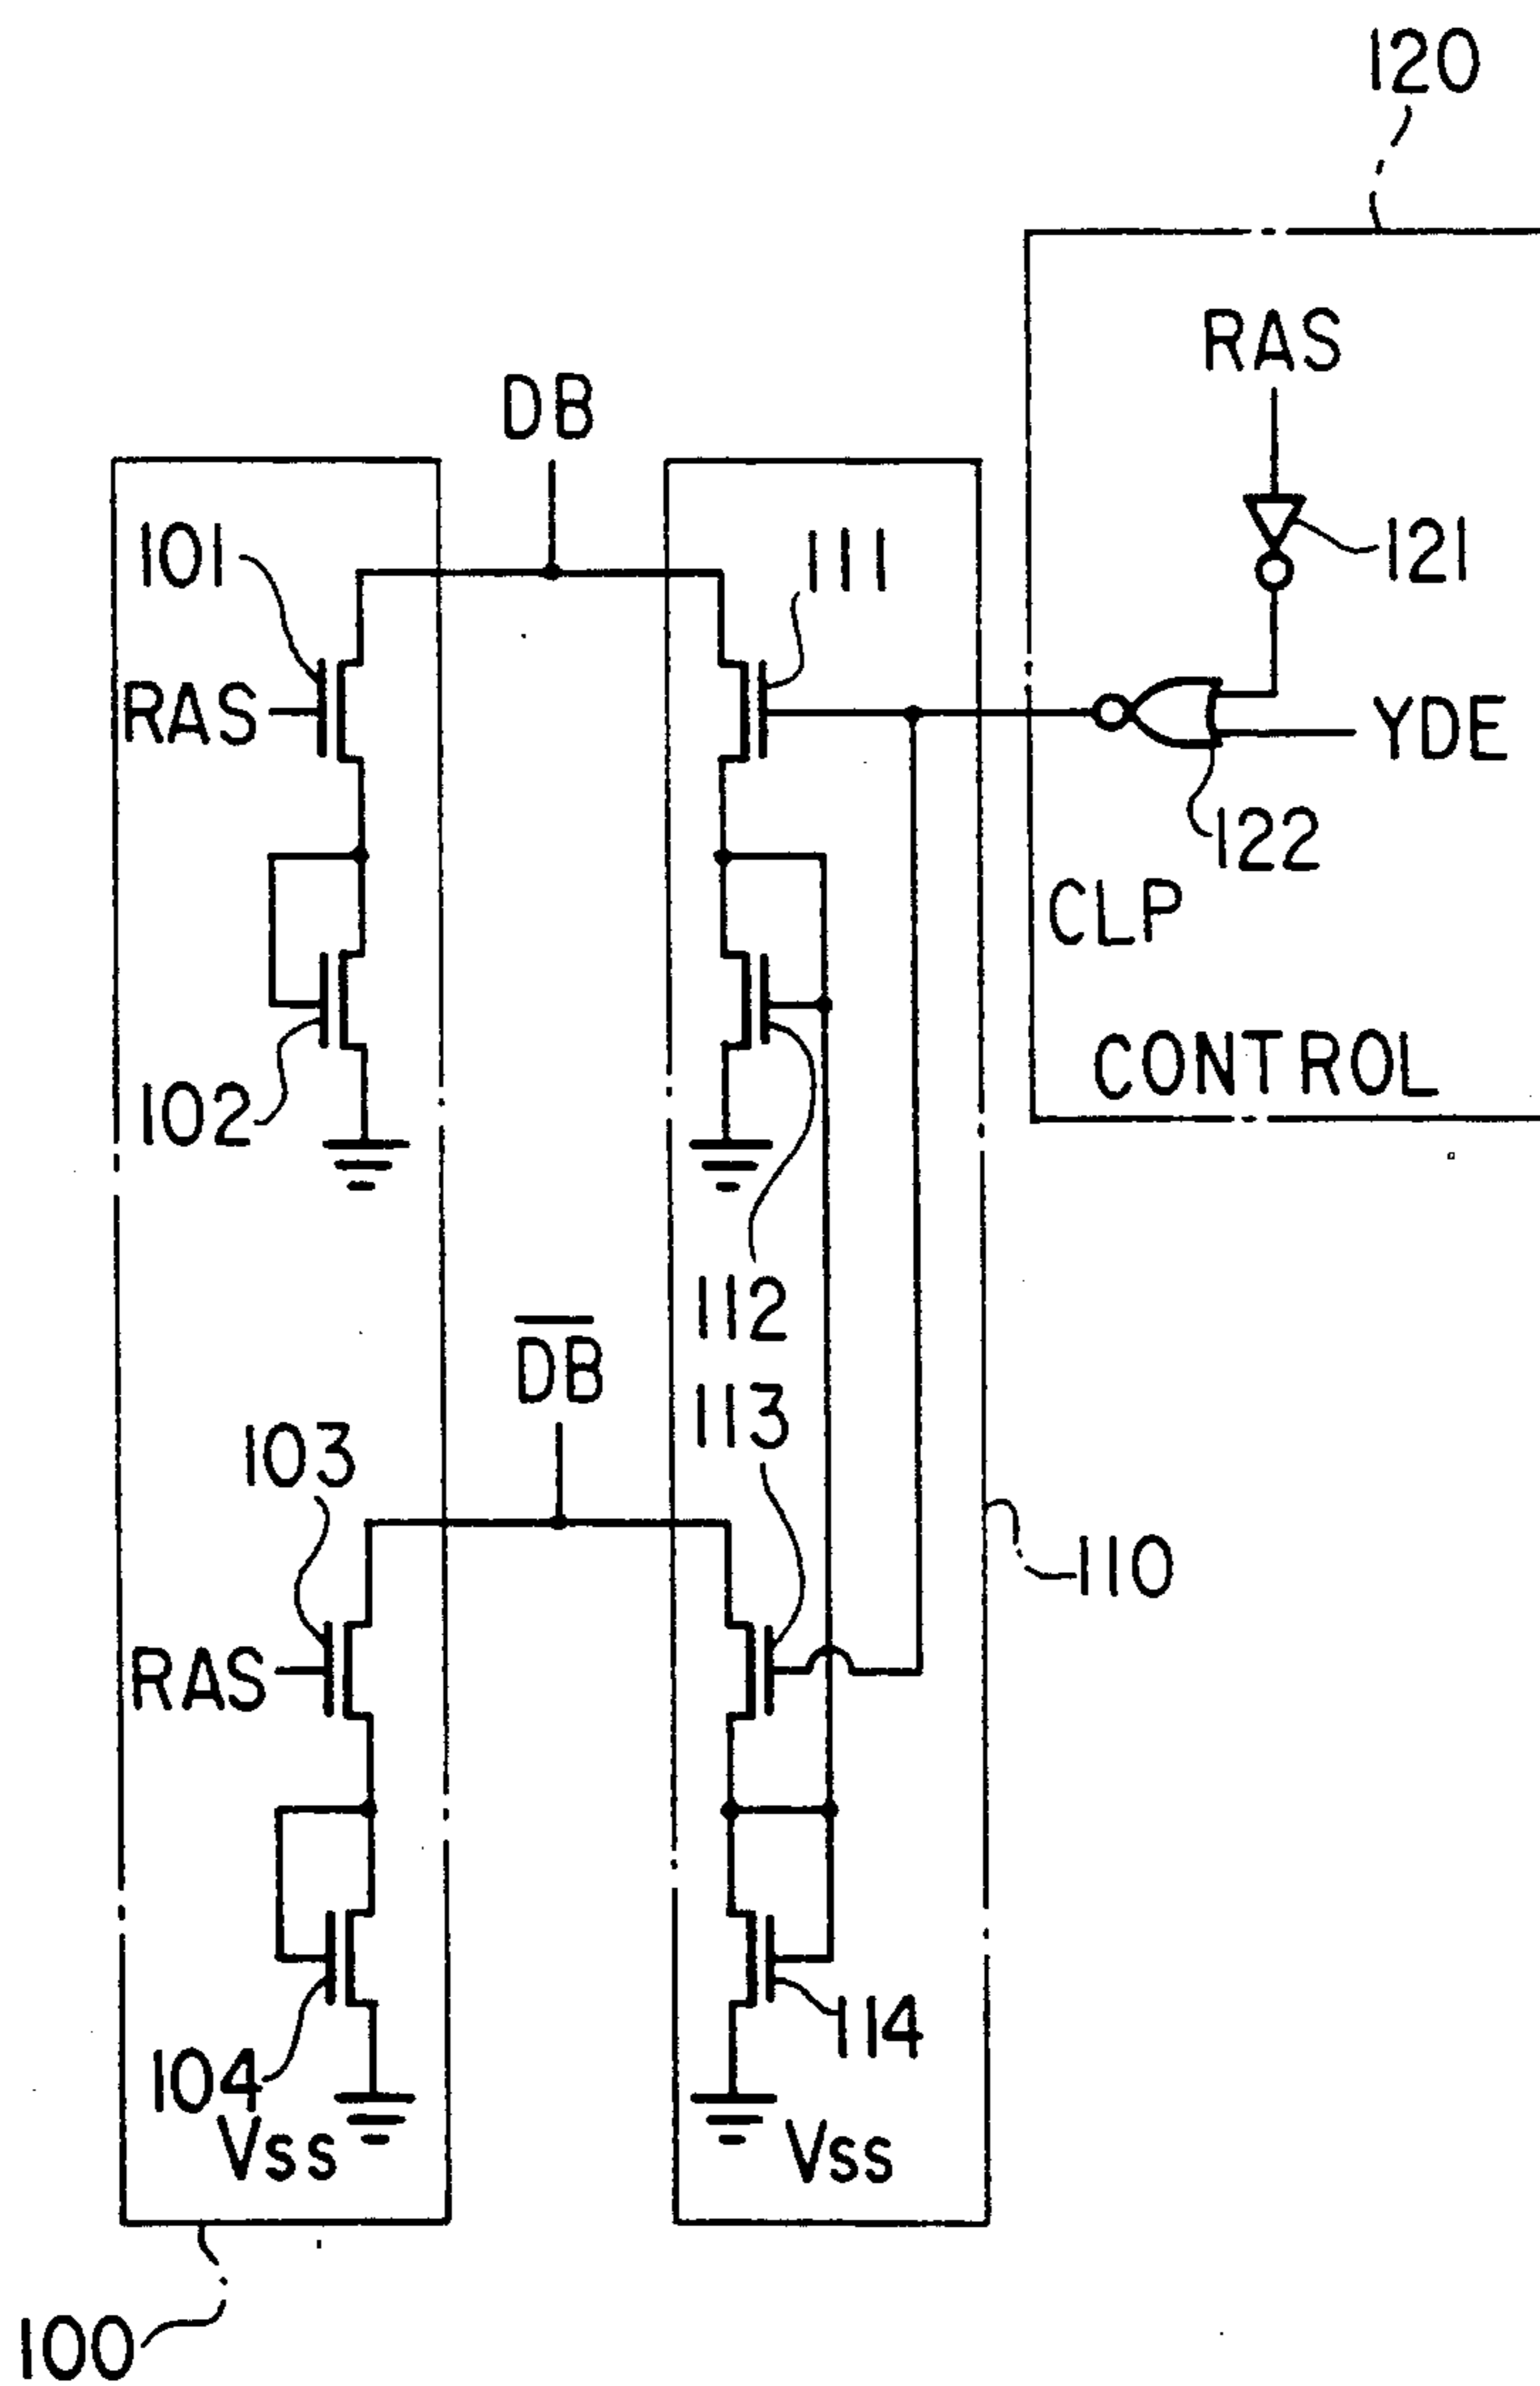 120
RAS
DB
101
111
121
RAS
YDE
122
CLP
102
CONTROL
112
DB
113
103
110
RAS
114
104
Vss
Vss
100